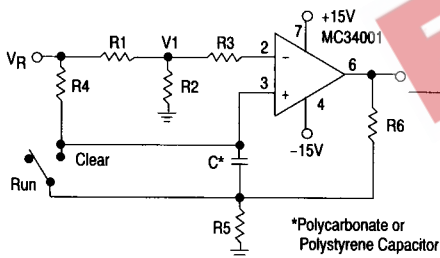 +15V
MC34001
VR
R1
V1
R3
2
7
6
R4
R2
3
4
R6
-15V
Clear
C*
Run
R5
*Polycarbonate or
Polystyrene Capacitor